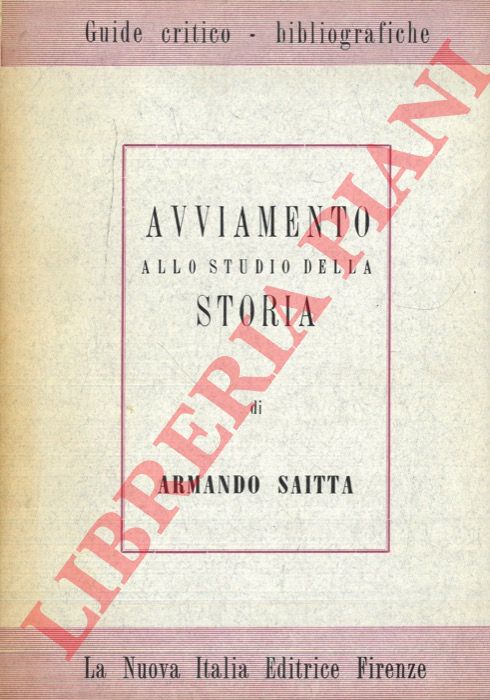 Guide critico - bibliografiche
AVVIAMENTO
ALLO STUDIO DELLA
STORIA
di
ARMANDO SAITTA
La Nuova Italia Editrice Firenze
LIBRERIA PIANI